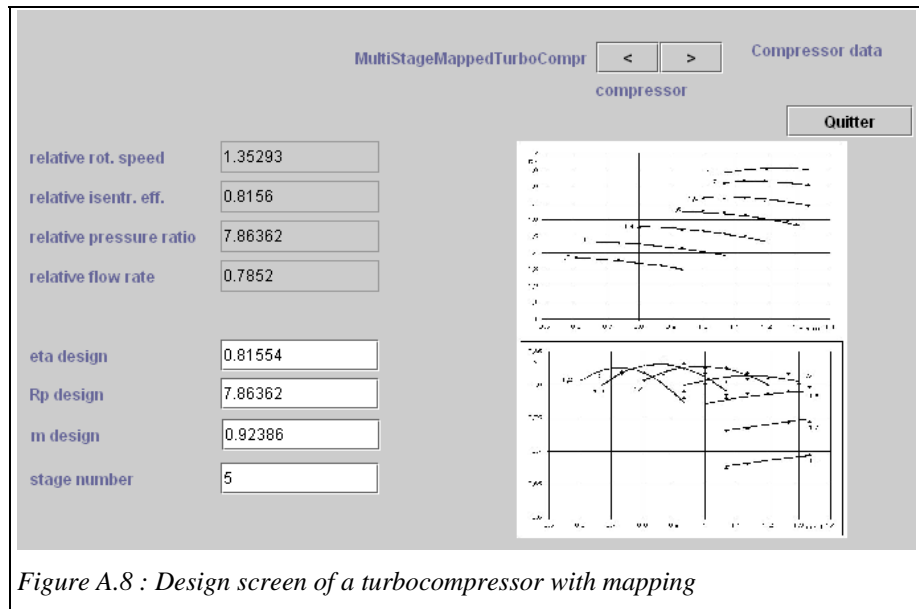 MultiStageMappedTurboCompr < > Compressor data
compressor
Quitter
relative rot. speed 1.35293
relative isentr. eff. 0.8156
relative pressure ratio 7.86362
relative flow rate 0.7852
eta design 0.81554
Rp design 7.86362
m design 0.92386
stage number 5
Figure A.8 : Design screen of a turbocompressor with mapping